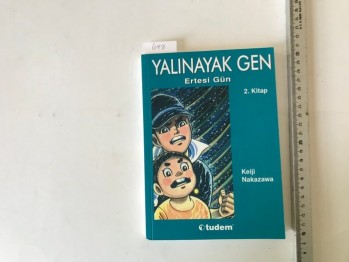 YALINAYAK GEN
Ertesi Gün
2. Kitap
Keiji
Nakazawa
tudem